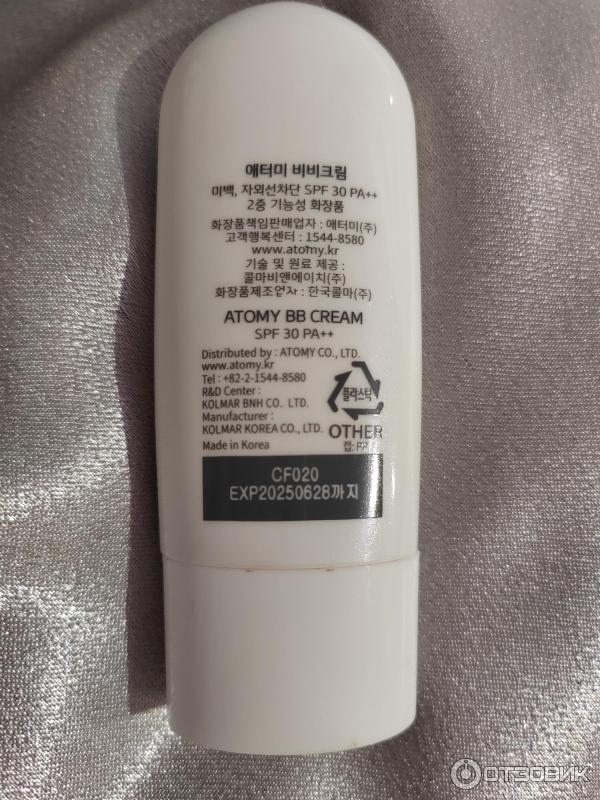 애터미 비비크림
미백, 자외선차단 SPF 30 PA++
2중 기능성 화장품
화장품책임판매업자 : 애터미(주)
고객행복센터 : 1544-8580
www.atomy.kr
기술 및 원료 제공 :
콜마비앤에이치(주)
화장품제조업자 : 한국콜마(주)
ATOMY BB CREAM
SPF 30 PA++
Distributed by : ATOMY CO., LTD.
www.atomy.kr
Tel : +82-2-1544-8580
R&D Center :
KOLMAR BNH CO., LTD.
Manufacturer :
KOLMAR KOREA CO., LTD.
Made in Korea
플라스틱
OTHER
캡: PP
CF020
EXP20250628까지
ОТЗОВИК